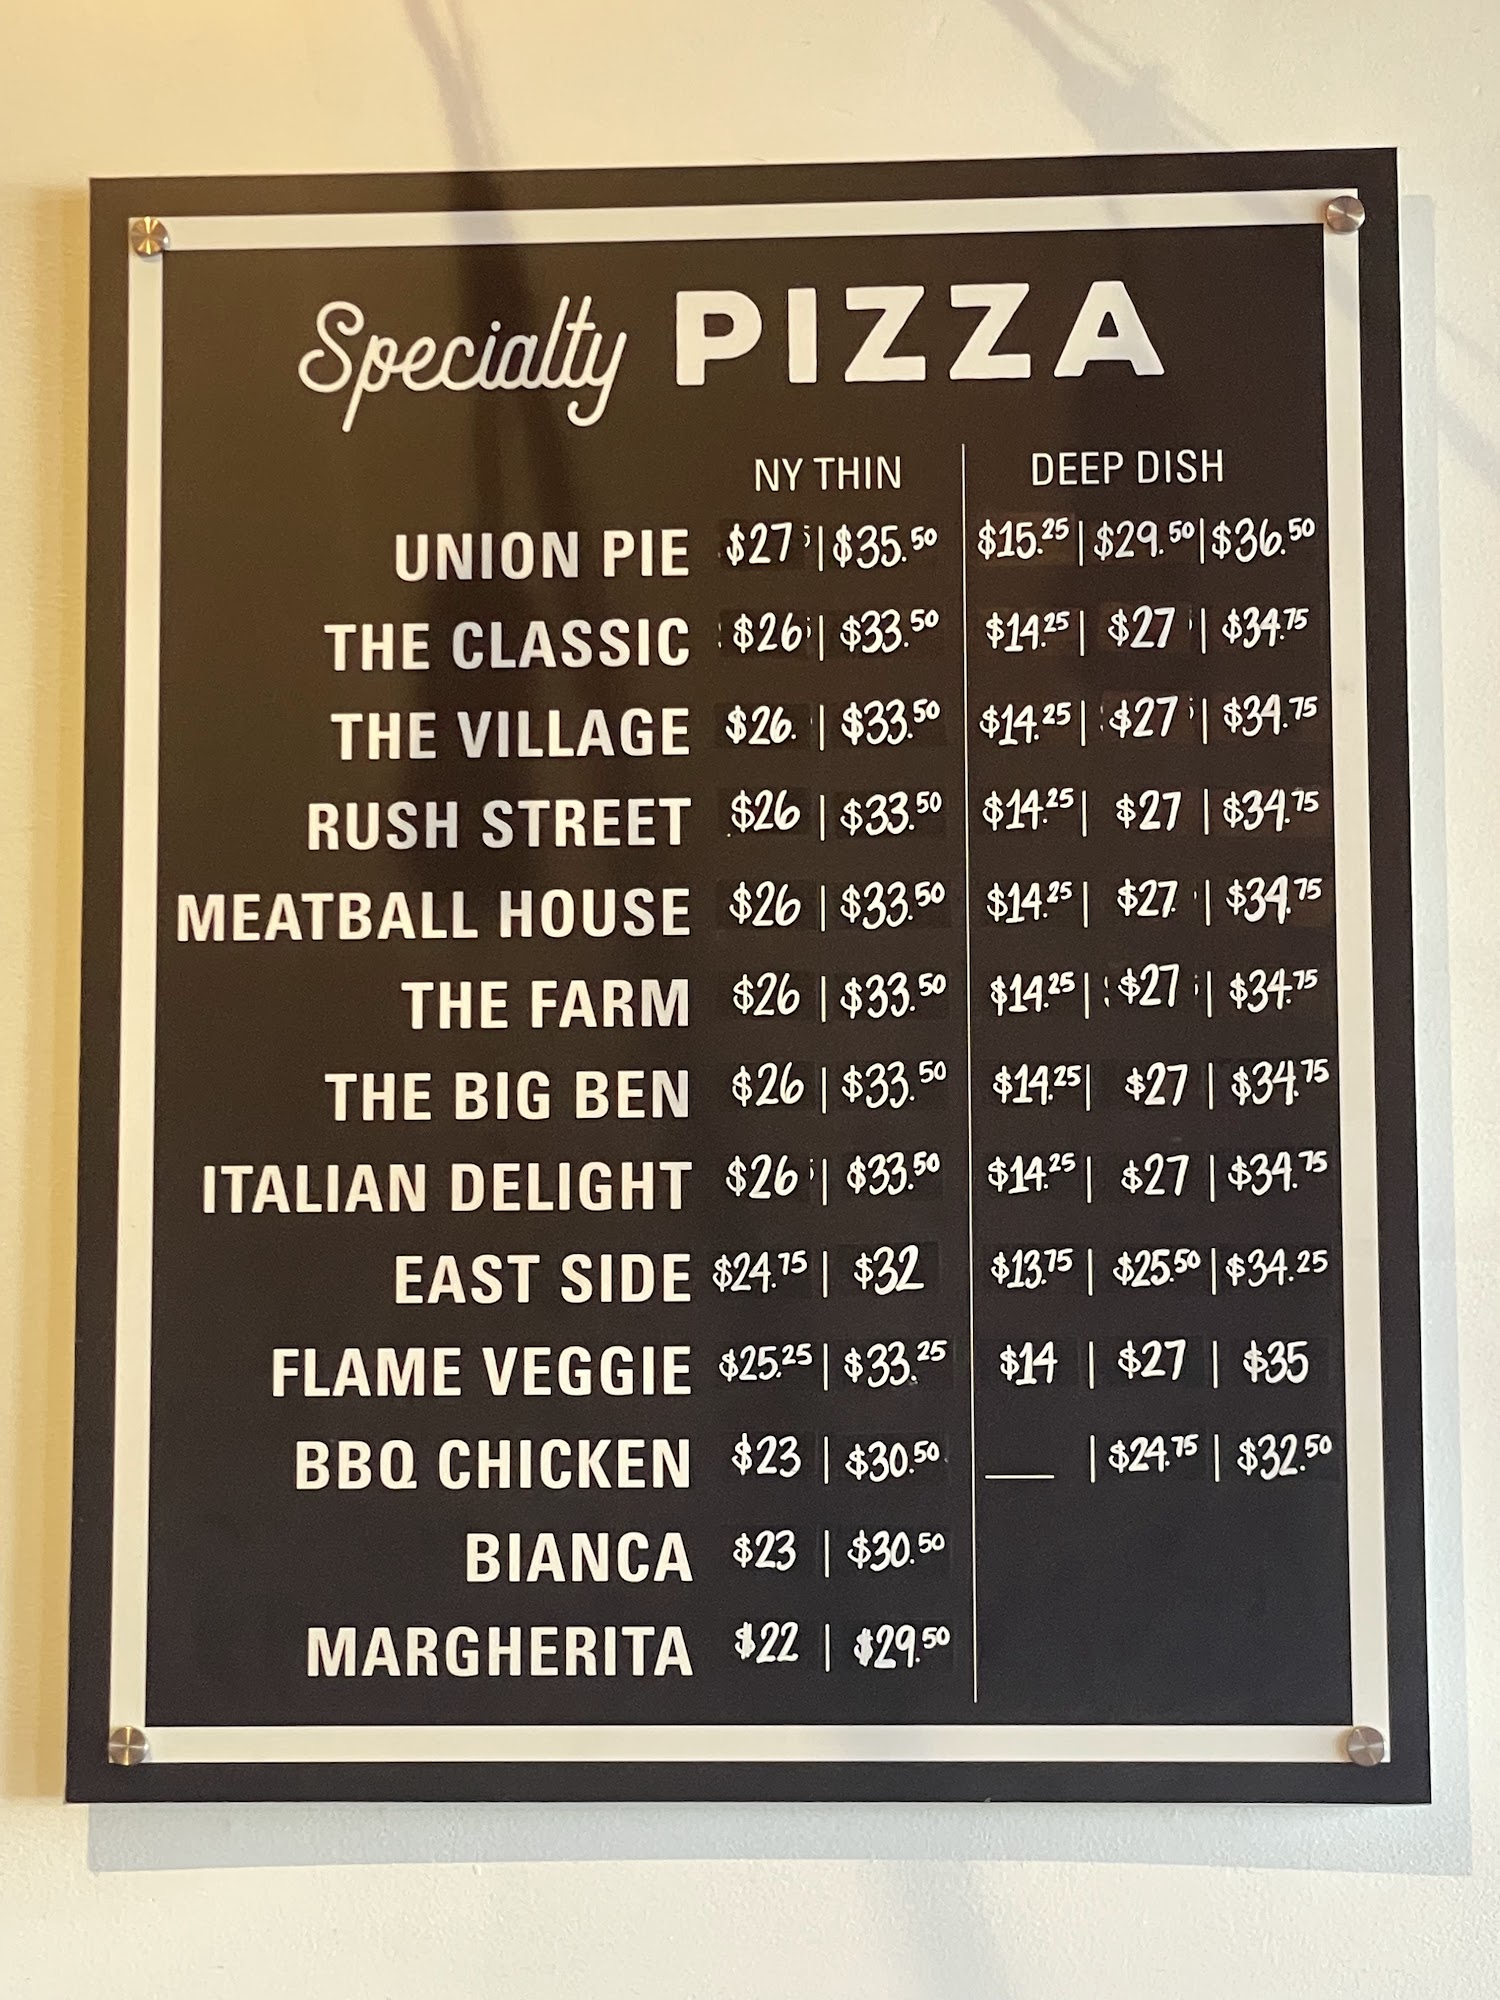 Specialty PIZZA
NY THIN | DEEP DISH
UNION PIE $27 | $35.50 | $15.25 | $29.50 | $36.50
THE CLASSIC $26 | $33.50 | $14.25 | $27 | $34.75
THE VILLAGE $26. | $33.50 | $14.25 | $27 | $34.75
RUSH STREET $26 | $33.50 | $14.25 | $27 | $34.75
MEATBALL HOUSE $26 | $33.50 | $14.25 | $27 | $34.75
THE FARM $26 | $33.50 | $14.25 | $27 | $34.75
THE BIG BEN $26 | $33.50 | $14.25 | $27 | $34.75
ITALIAN DELIGHT $26 | $33.50 | $14.25 | $27 | $34.75
EAST SIDE $24.75 | $32 | $13.75 | $25.50 | $34.25
FLAME VEGGIE $25.25 | $33.25 | $14 | $27 | $35
BBQ CHICKEN $23 | $30.50 | — | $24.75 | $32.50
BIANCA $23 | $30.50
MARGHERITA $22 | $29.50